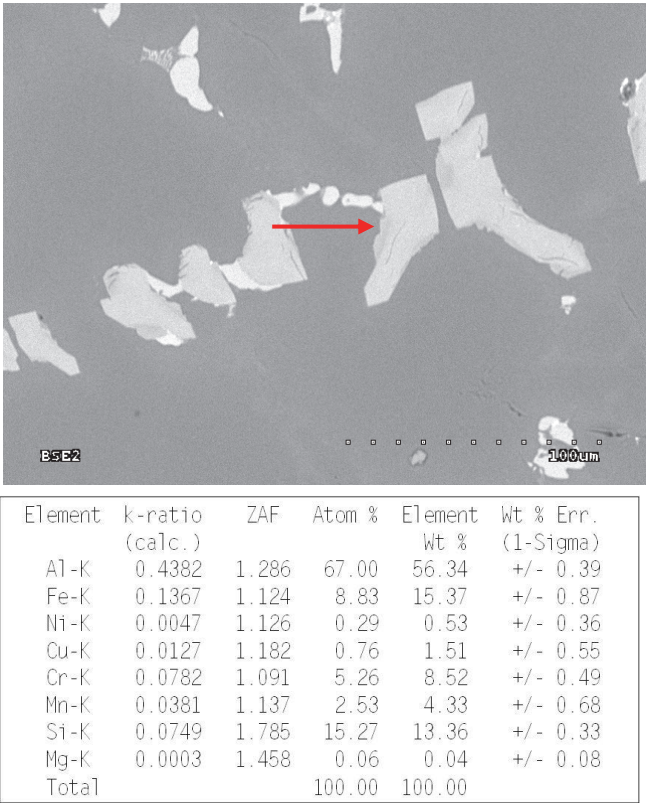 BSE2 100um
Element k-ratio ZAF Atom % Element Wt % Err.
(calc.) Wt % (1-Sigma)
Al-K 0.4382 1.286 67.00 56.34 +/- 0.39
Fe-K 0.1367 1.124 8.83 15.37 +/- 0.87
Ni-K 0.0047 1.126 0.29 0.53 +/- 0.36
Cu-K 0.0127 1.182 0.76 1.51 +/- 0.55
Cr-K 0.0782 1.091 5.26 8.52 +/- 0.49
Mn-K 0.0381 1.137 2.53 4.33 +/- 0.68
Si-K 0.0749 1.785 15.27 13.36 +/- 0.33
Mg-K 0.0003 1.458 0.06 0.04 +/- 0.08
Total 100.00 100.00